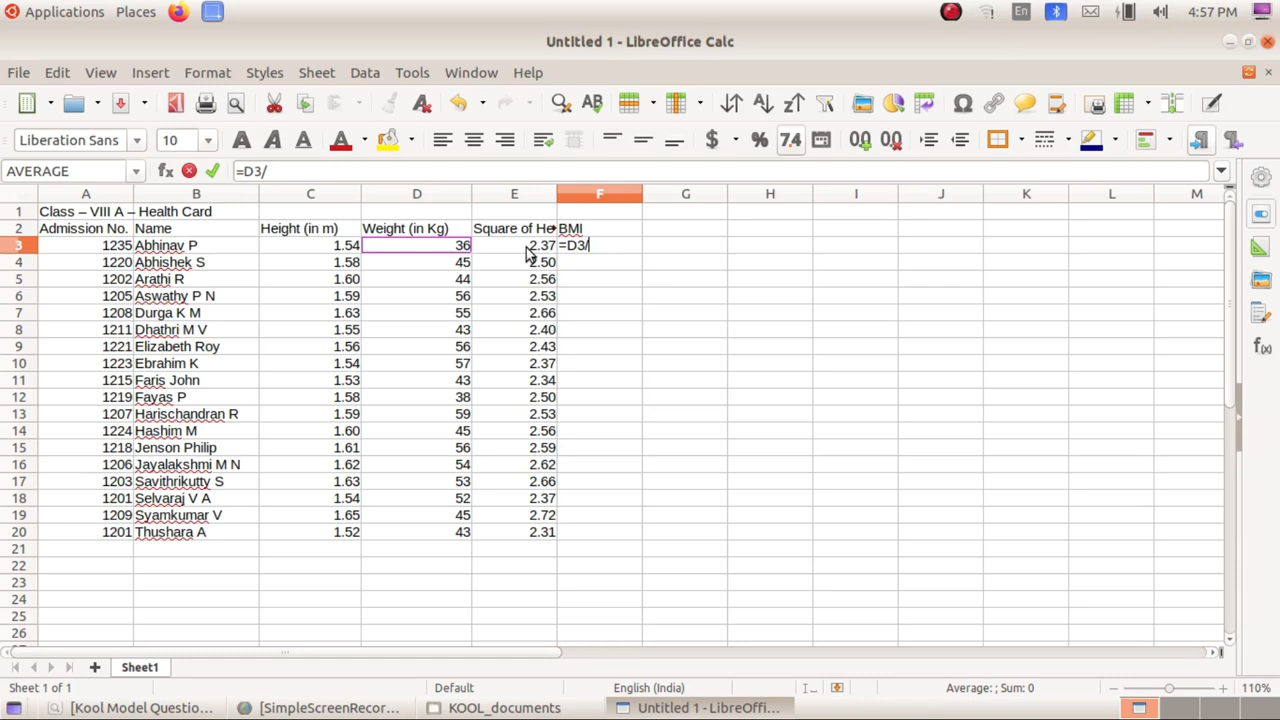 Applications Places En 4:57 PM
Untitled 1 - LibreOffice Calc
File Edit View Insert Format Styles Sheet Data Tools Window Help
Liberation Sans 10 $ % 7.4
AVERAGE fx =D3/
A B C D E F G H I J K L M
1 Class – VIII A – Health Card
2 Admission No. Name Height (in m) Weight (in Kg) Square of He BMI
3 1235 Abhinav P 1.54 36 2.37 =D3/
4 1220 Abhishek S 1.58 45 2.50
5 1202 Arathi R 1.60 44 2.56
6 1205 Aswathy P N 1.59 56 2.53
7 1208 Durga K M 1.63 55 2.66
8 1211 Dhathri M V 1.55 43 2.40
9 1221 Elizabeth Roy 1.56 56 2.43
10 1223 Ebrahim K 1.54 57 2.37
11 1215 Faris John 1.53 43 2.34
12 1219 Fayas P 1.58 38 2.50
13 1207 Harischandran R 1.59 59 2.53
14 1224 Hashim M 1.60 45 2.56
15 1218 Jenson Philip 1.61 56 2.59
16 1206 Jayalakshmi M N 1.62 54 2.62
17 1203 Savithrikutty S 1.63 53 2.66
18 1201 Selvaraj V A 1.54 52 2.37
19 1209 Syamkumar V 1.65 45 2.72
20 1201 Thushara A 1.52 43 2.31
21
22
23
24
25
26
Sheet1
Sheet 1 of 1 Default English (India) Average: ; Sum: 0 110%
[Kool Model Questio... [SimpleScreenRecor... KOOL_documents Untitled 1 - LibreOffi...